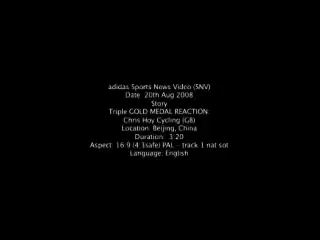 adidas Sports News Video (SNV)
Date: 20th Aug 2008
Story
Triple GOLD MEDAL REACTION:
Chris Hoy Cycling (GB)
Location: Beijing, China
Duration: 3:20
Aspect: 16:9 (4:3safe) PAL - track 1 nat sot
Language: English